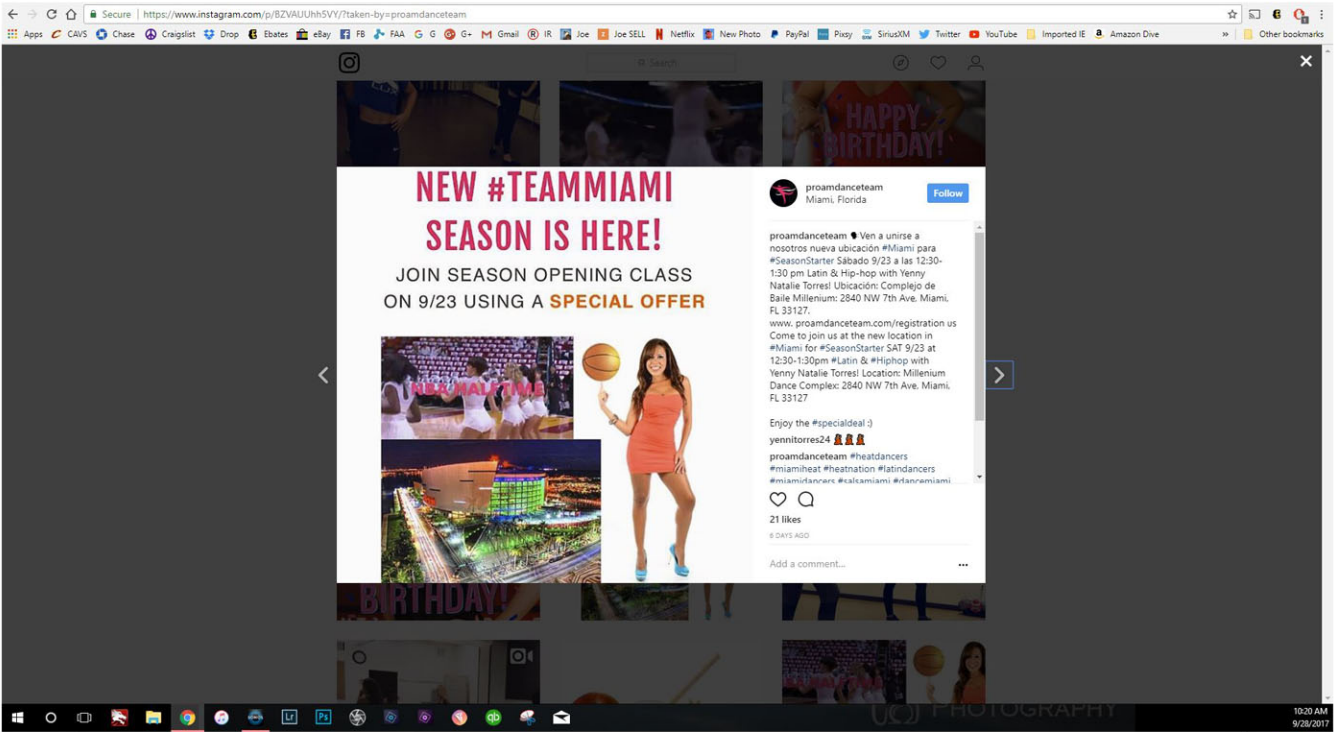 Secure | https://www.instagram.com/p/BZVAUUhh5VY/?taken-by=proamdanceteam
Apps CAVS Chase Craigslist Drop Ebates eBay FB FAA G G G+ Gmail IR Joe Joe SELL Netflix New Photo PayPal Pixsy SiriusXM Twitter YouTube Imported IE Amazon Dive » Other bookmarks
Search
HAPPY
BIRTHDAY!
NEW #TEAMMIAMI
SEASON IS HERE!
JOIN SEASON OPENING CLASS
ON 9/23 USING A SPECIAL OFFER
NBA HALFTIME
proamdanceteam
Miami, Florida
Follow
proamdanceteam 🗣 Ven a unirse a
nosotros nueva ubicación #Miami para
#SeasonStarter Sábado 9/23 a las 12:30-
1:30 pm Latin & Hip-hop with Yenny
Natalie Torres! Ubicación: Complejo de
Baile Millenium: 2840 NW 7th Ave. Miami,
FL 33127.
www. proamdanceteam.com/registration us
Come to join us at the new location in
#Miami for #SeasonStarter SAT 9/23 at
12:30-1:30pm #Latin & #Hiphop with
Yenny Natalie Torres! Location: Millenium
Dance Complex: 2840 NW 7th Ave. Miami,
FL 33127
Enjoy the #specialdeal :)
yennitorres24 💃💃💃
proamdanceteam #heatdancers
#miamiheat #heatnation #latindancers
#miamidancers #salsamiami #dancemiami
21 likes
6 DAYS AGO
Add a comment...
BIRTHDAY!
PHOTOGRAPHY
10:20 AM
9/28/2017